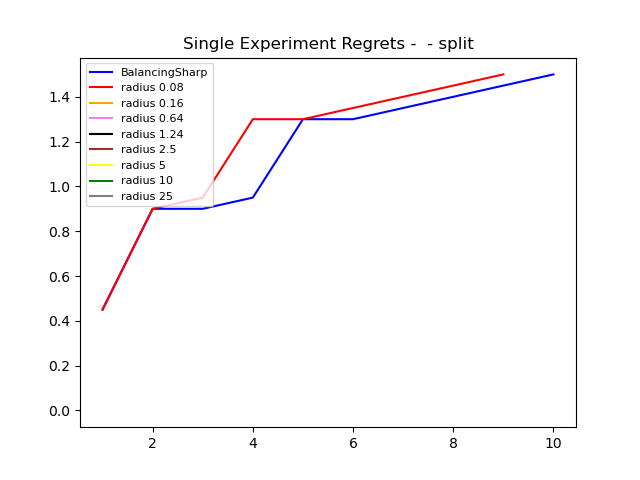 Single Experiment Regrets -  - split
BalancingSharp
radius 0.08
radius 0.16
radius 0.64
radius 1.24
radius 2.5
radius 5
radius 10
radius 25
1.4
1.2
1.0
0.8
0.6
0.4
0.2
0.0
2 4 6 8 10